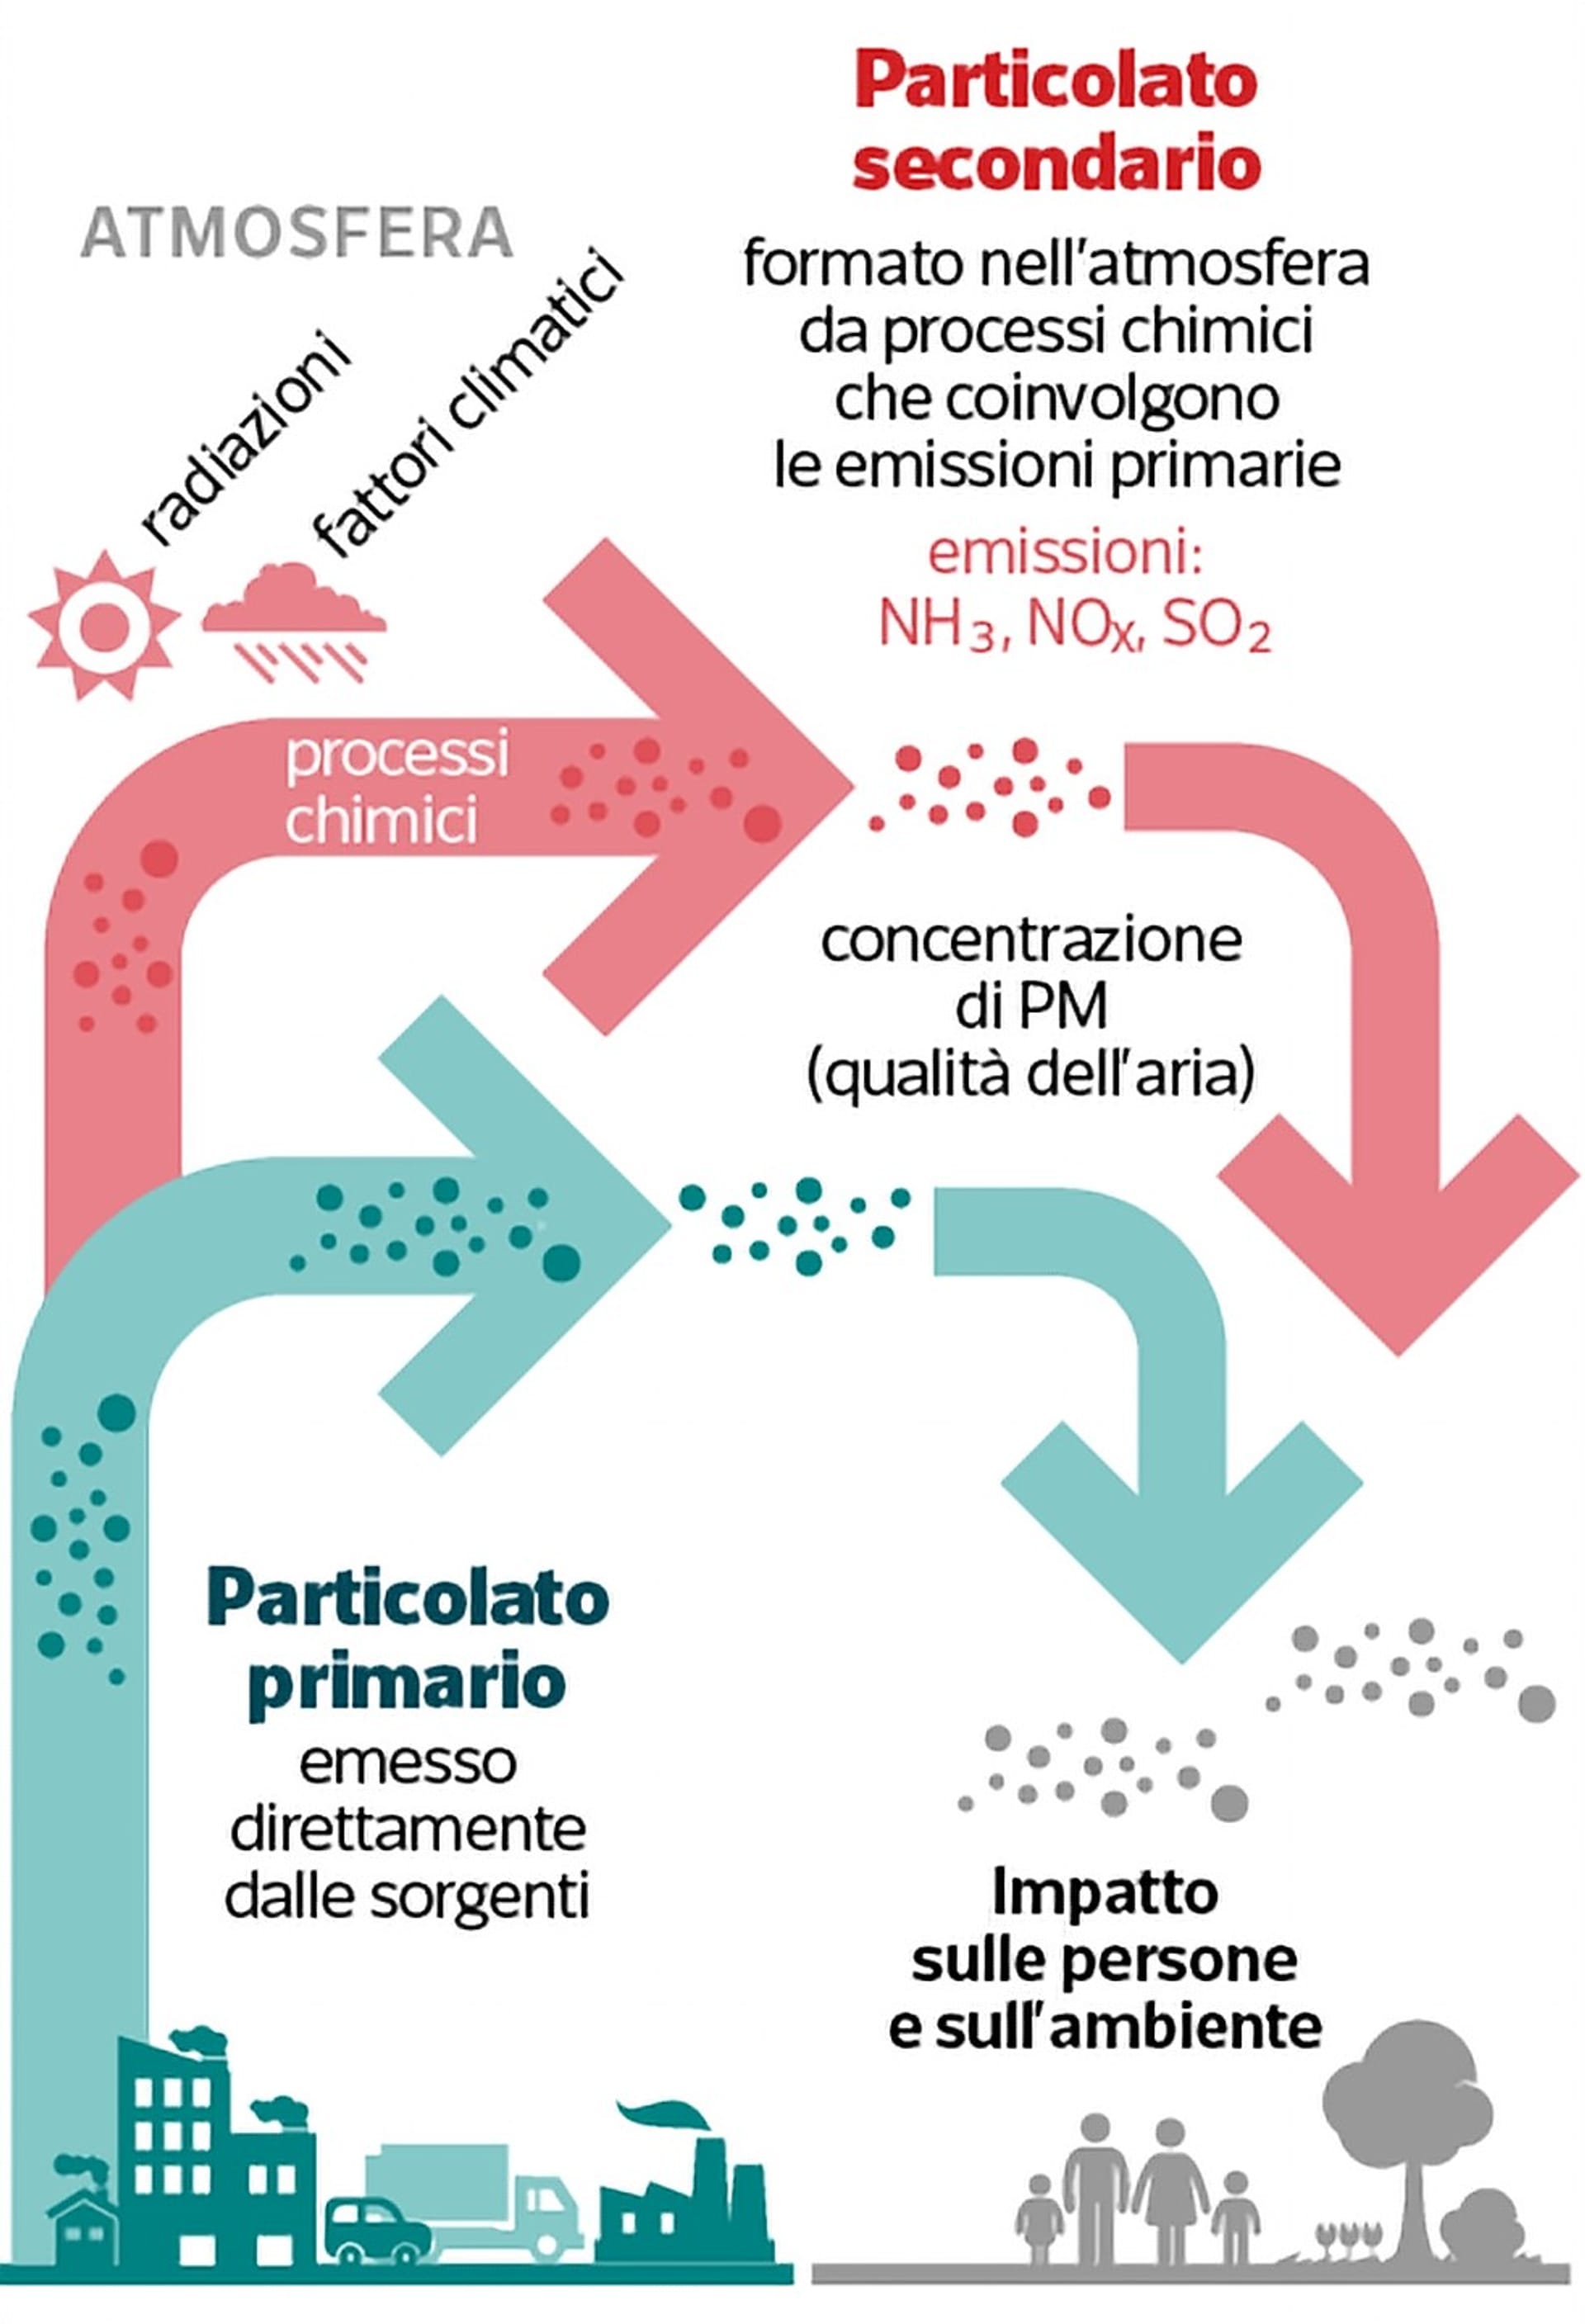 Particolato
secondario
ATMOSFERA
radiazioni
fattori climatici
formato nell'atmosfera
da processi chimici
che coinvolgono
le emissioni primarie
emissioni:
NH₃, NOₓ, SO₂
processi
chimici
concentrazione
di PM
(qualità dell'aria)
Particolato
primario
emesso
direttamente
dalle sorgenti
Impatto
sulle persone
e sull'ambiente